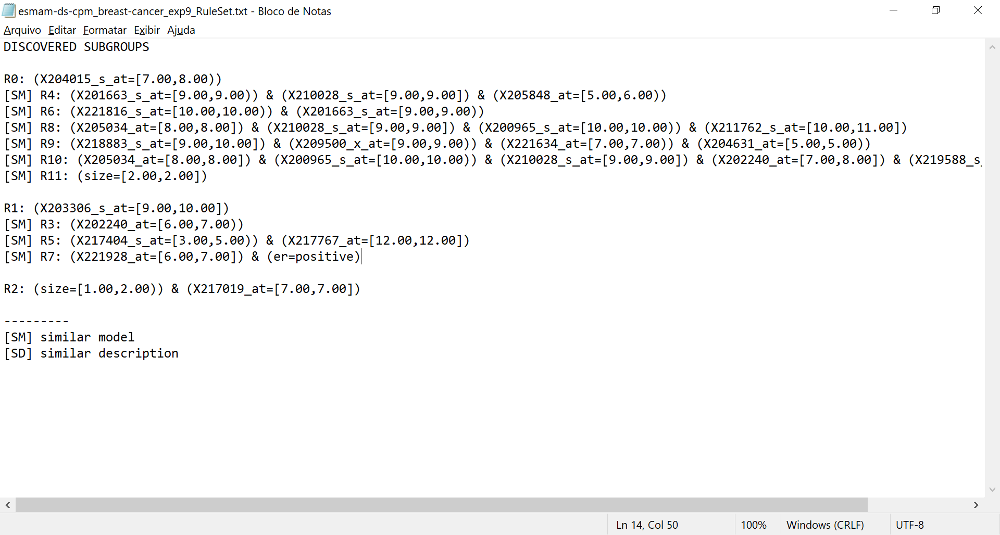 esmam-ds-cpm_breast-cancer_exp9_RuleSet.txt - Bloco de Notas
Arquivo Editar Formatar Exibir Ajuda
DISCOVERED SUBGROUPS
R0: (X204015_s_at=[7.00,8.00))
[SM] R4: (X201663_s_at=[9.00,9.00)) & (X210028_s_at=[9.00,9.00]) & (X205848_at=[5.00,6.00))
[SM] R6: (X221816_s_at=[10.00,10.00)) & (X201663_s_at=[9.00,9.00))
[SM] R8: (X205034_at=[8.00,8.00]) & (X210028_s_at=[9.00,9.00]) & (X200965_s_at=[10.00,10.00)) & (X211762_s_at=[10.00,11.00])
[SM] R9: (X218883_s_at=[9.00,10.00]) & (X209500_x_at=[9.00,9.00)) & (X221634_at=[7.00,7.00)) & (X204631_at=[5.00,5.00))
[SM] R10: (X205034_at=[8.00,8.00]) & (X200965_s_at=[10.00,10.00)) & (X210028_s_at=[9.00,9.00]) & (X202240_at=[7.00,8.00]) & (X219588_s_
[SM] R11: (size=[2.00,2.00])
R1: (X203306_s_at=[9.00,10.00])
[SM] R3: (X202240_at=[6.00,7.00))
[SM] R5: (X217404_s_at=[3.00,5.00)) & (X217767_at=[12.00,12.00])
[SM] R7: (X221928_at=[6.00,7.00]) & (er=positive)
R2: (size=[1.00,2.00)) & (X217019_at=[7.00,7.00])
---------
[SM] similar model
[SD] similar description
Ln 14, Col 50 100% Windows (CRLF) UTF-8